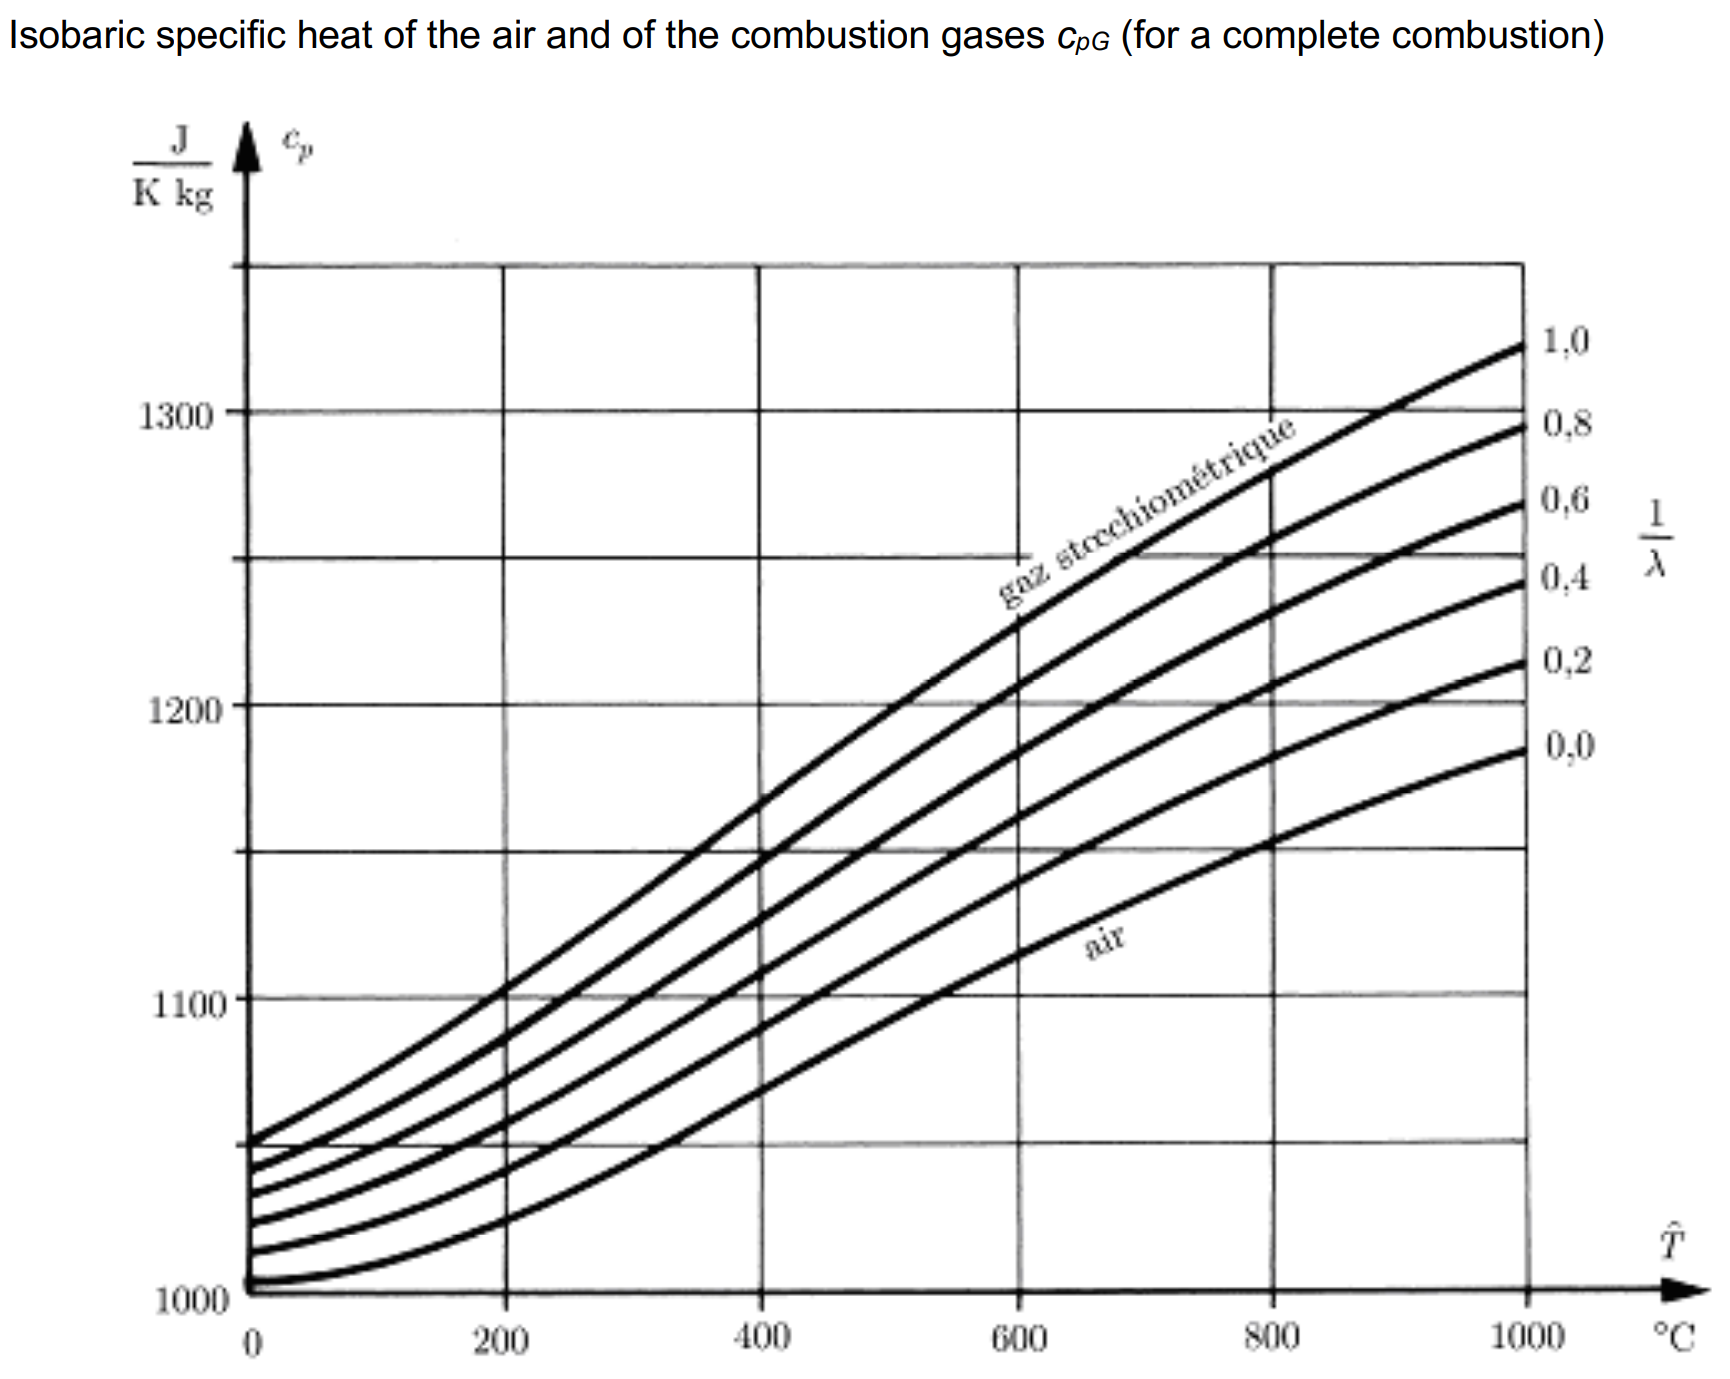 Isobaric specific heat of the air and of the combustion gases cpG (for a complete combustion)
J
K kg
cp
1300
1200
1100
1000
0
200
400
600
800
1000
°C
T̂
gaz stœchiométrique
air
1,0
0,8
0,6
0,4
0,2
0,0
1
λ